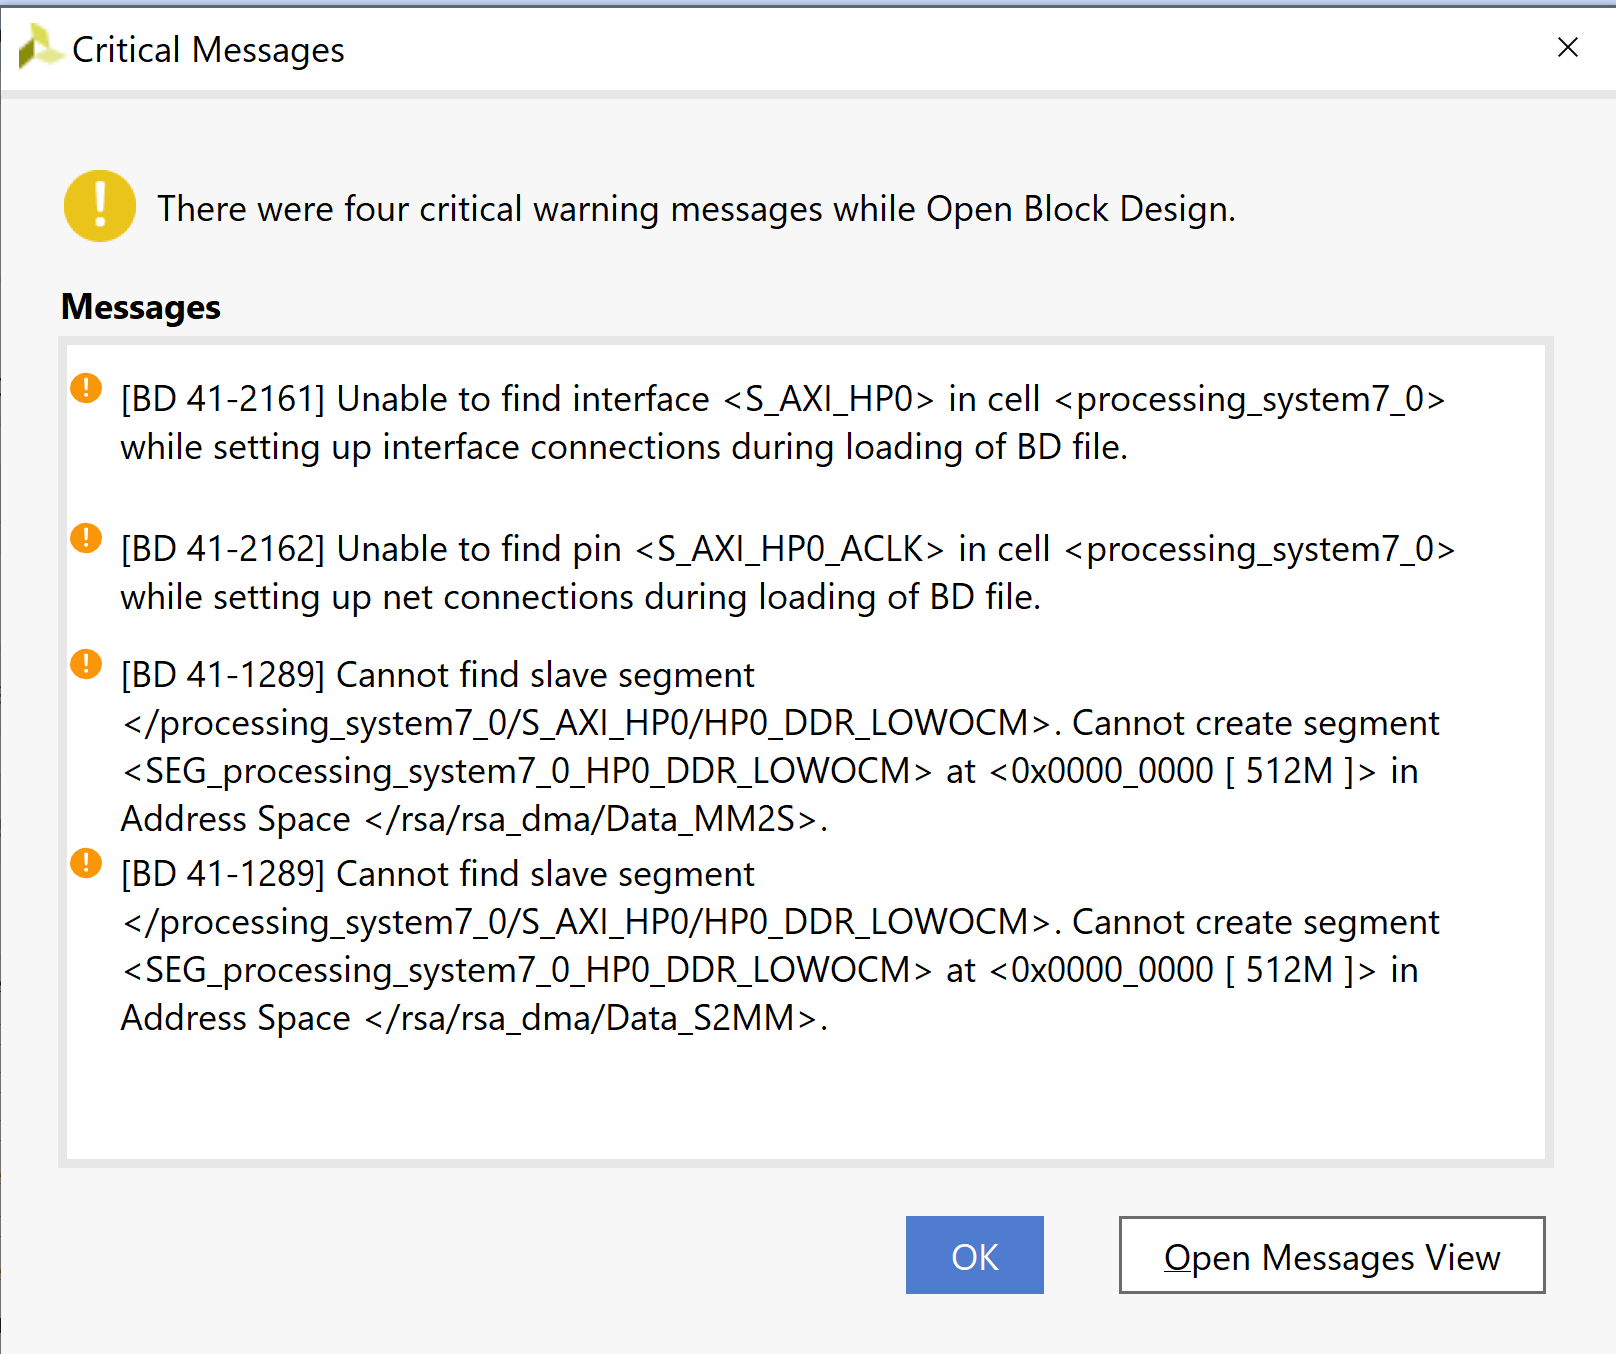 Critical Messages
There were four critical warning messages while Open Block Design.
Messages
[BD 41-2161] Unable to find interface <S_AXI_HP0> in cell <processing_system7_0>
while setting up interface connections during loading of BD file.
[BD 41-2162] Unable to find pin <S_AXI_HP0_ACLK> in cell <processing_system7_0>
while setting up net connections during loading of BD file.
[BD 41-1289] Cannot find slave segment
</processing_system7_0/S_AXI_HP0/HP0_DDR_LOWOCM>. Cannot create segment
<SEG_processing_system7_0_HP0_DDR_LOWOCM> at <0x0000_0000 [ 512M ]> in
Address Space </rsa/rsa_dma/Data_MM2S>.
[BD 41-1289] Cannot find slave segment
</processing_system7_0/S_AXI_HP0/HP0_DDR_LOWOCM>. Cannot create segment
<SEG_processing_system7_0_HP0_DDR_LOWOCM> at <0x0000_0000 [ 512M ]> in
Address Space </rsa/rsa_dma/Data_S2MM>.
OK
Open Messages View